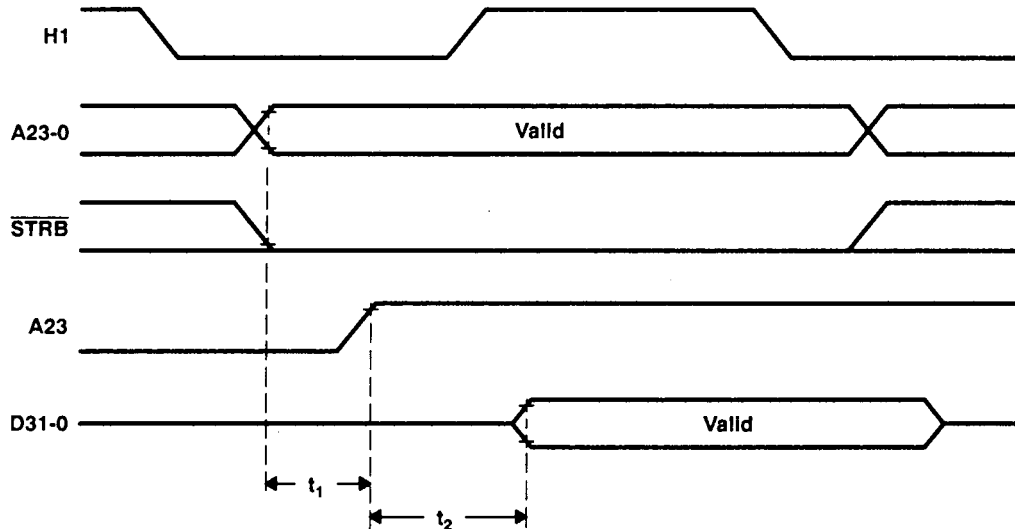 H1
A23-0
Valid
STRB
A23
D31-0
Valid
t1
t2